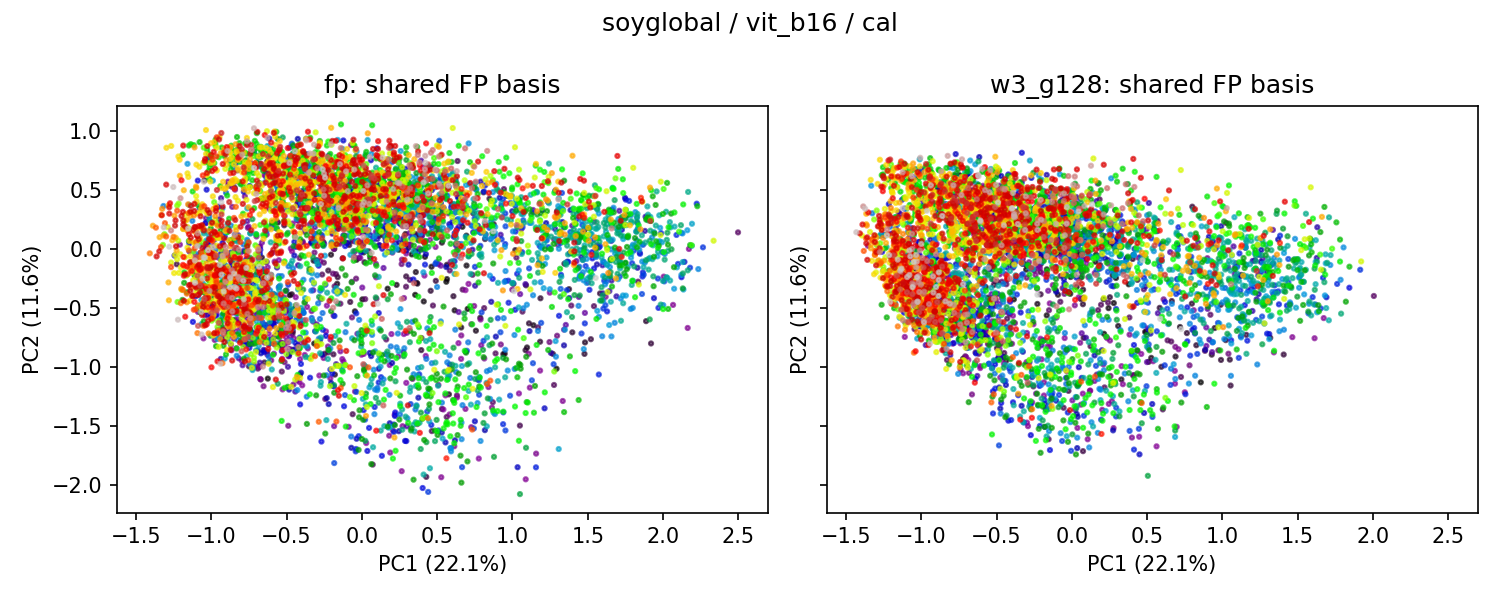 soyglobal / vit_b16 / cal
fp: shared FP basis
w3_g128: shared FP basis
PC2 (11.6%)
1.0
0.5
0.0
−0.5
−1.0
−1.5
−2.0
−1.5 −1.0 −0.5 0.0 0.5 1.0 1.5 2.0 2.5
PC1 (22.1%)
PC2 (11.6%)
−1.5 −1.0 −0.5 0.0 0.5 1.0 1.5 2.0 2.5
PC1 (22.1%)